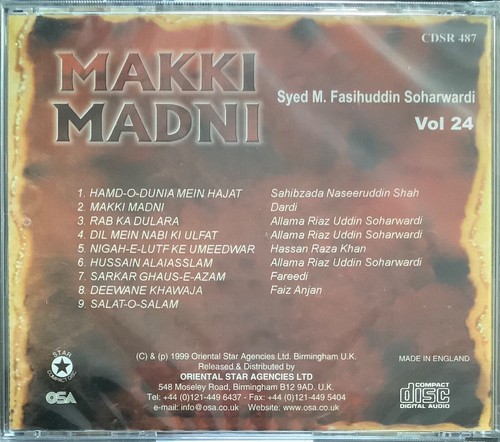 CDSR 487
MAKKI
MADNI
Syed M. Fasihuddin Soharwardi
Vol 24
1. HAMD-O-DUNIA MEIN HAJAT Sahibzada Naseeruddin Shah
2. MAKKI MADNI Dardi
3. RAB KA DULARA Allama Riaz Uddin Soharwardi
4. DIL MEIN NABI KI ULFAT Allama Riaz Uddin Soharwardi
5. NIGAH-E-LUTF KE UMEEDWAR Hassan Raza Khan
6. HUSSAIN ALAIASSLAM Allama Riaz Uddin Soharwardi
7. SARKAR GHAUS-E-AZAM Fareedi
8. DEEWANE KHAWAJA Faiz Anjan
9. SALAT-O-SALAM
(C) & (p) 1999 Oriental Star Agencies Ltd. Birmingham U.K.
Released & Distributed by
ORIENTAL STAR AGENCIES LTD
548 Moseley Road, Birmingham B12 9AD. U.K.
Tel: +44 (0)121-449 6437 - Fax: +44 (0)121-449 5404
e-mail: info@osa.co.uk Website: www.osa.co.uk
STAR
COMPACT DISC
OSA
MADE IN ENGLAND
COMPACT
disc
DIGITAL AUDIO